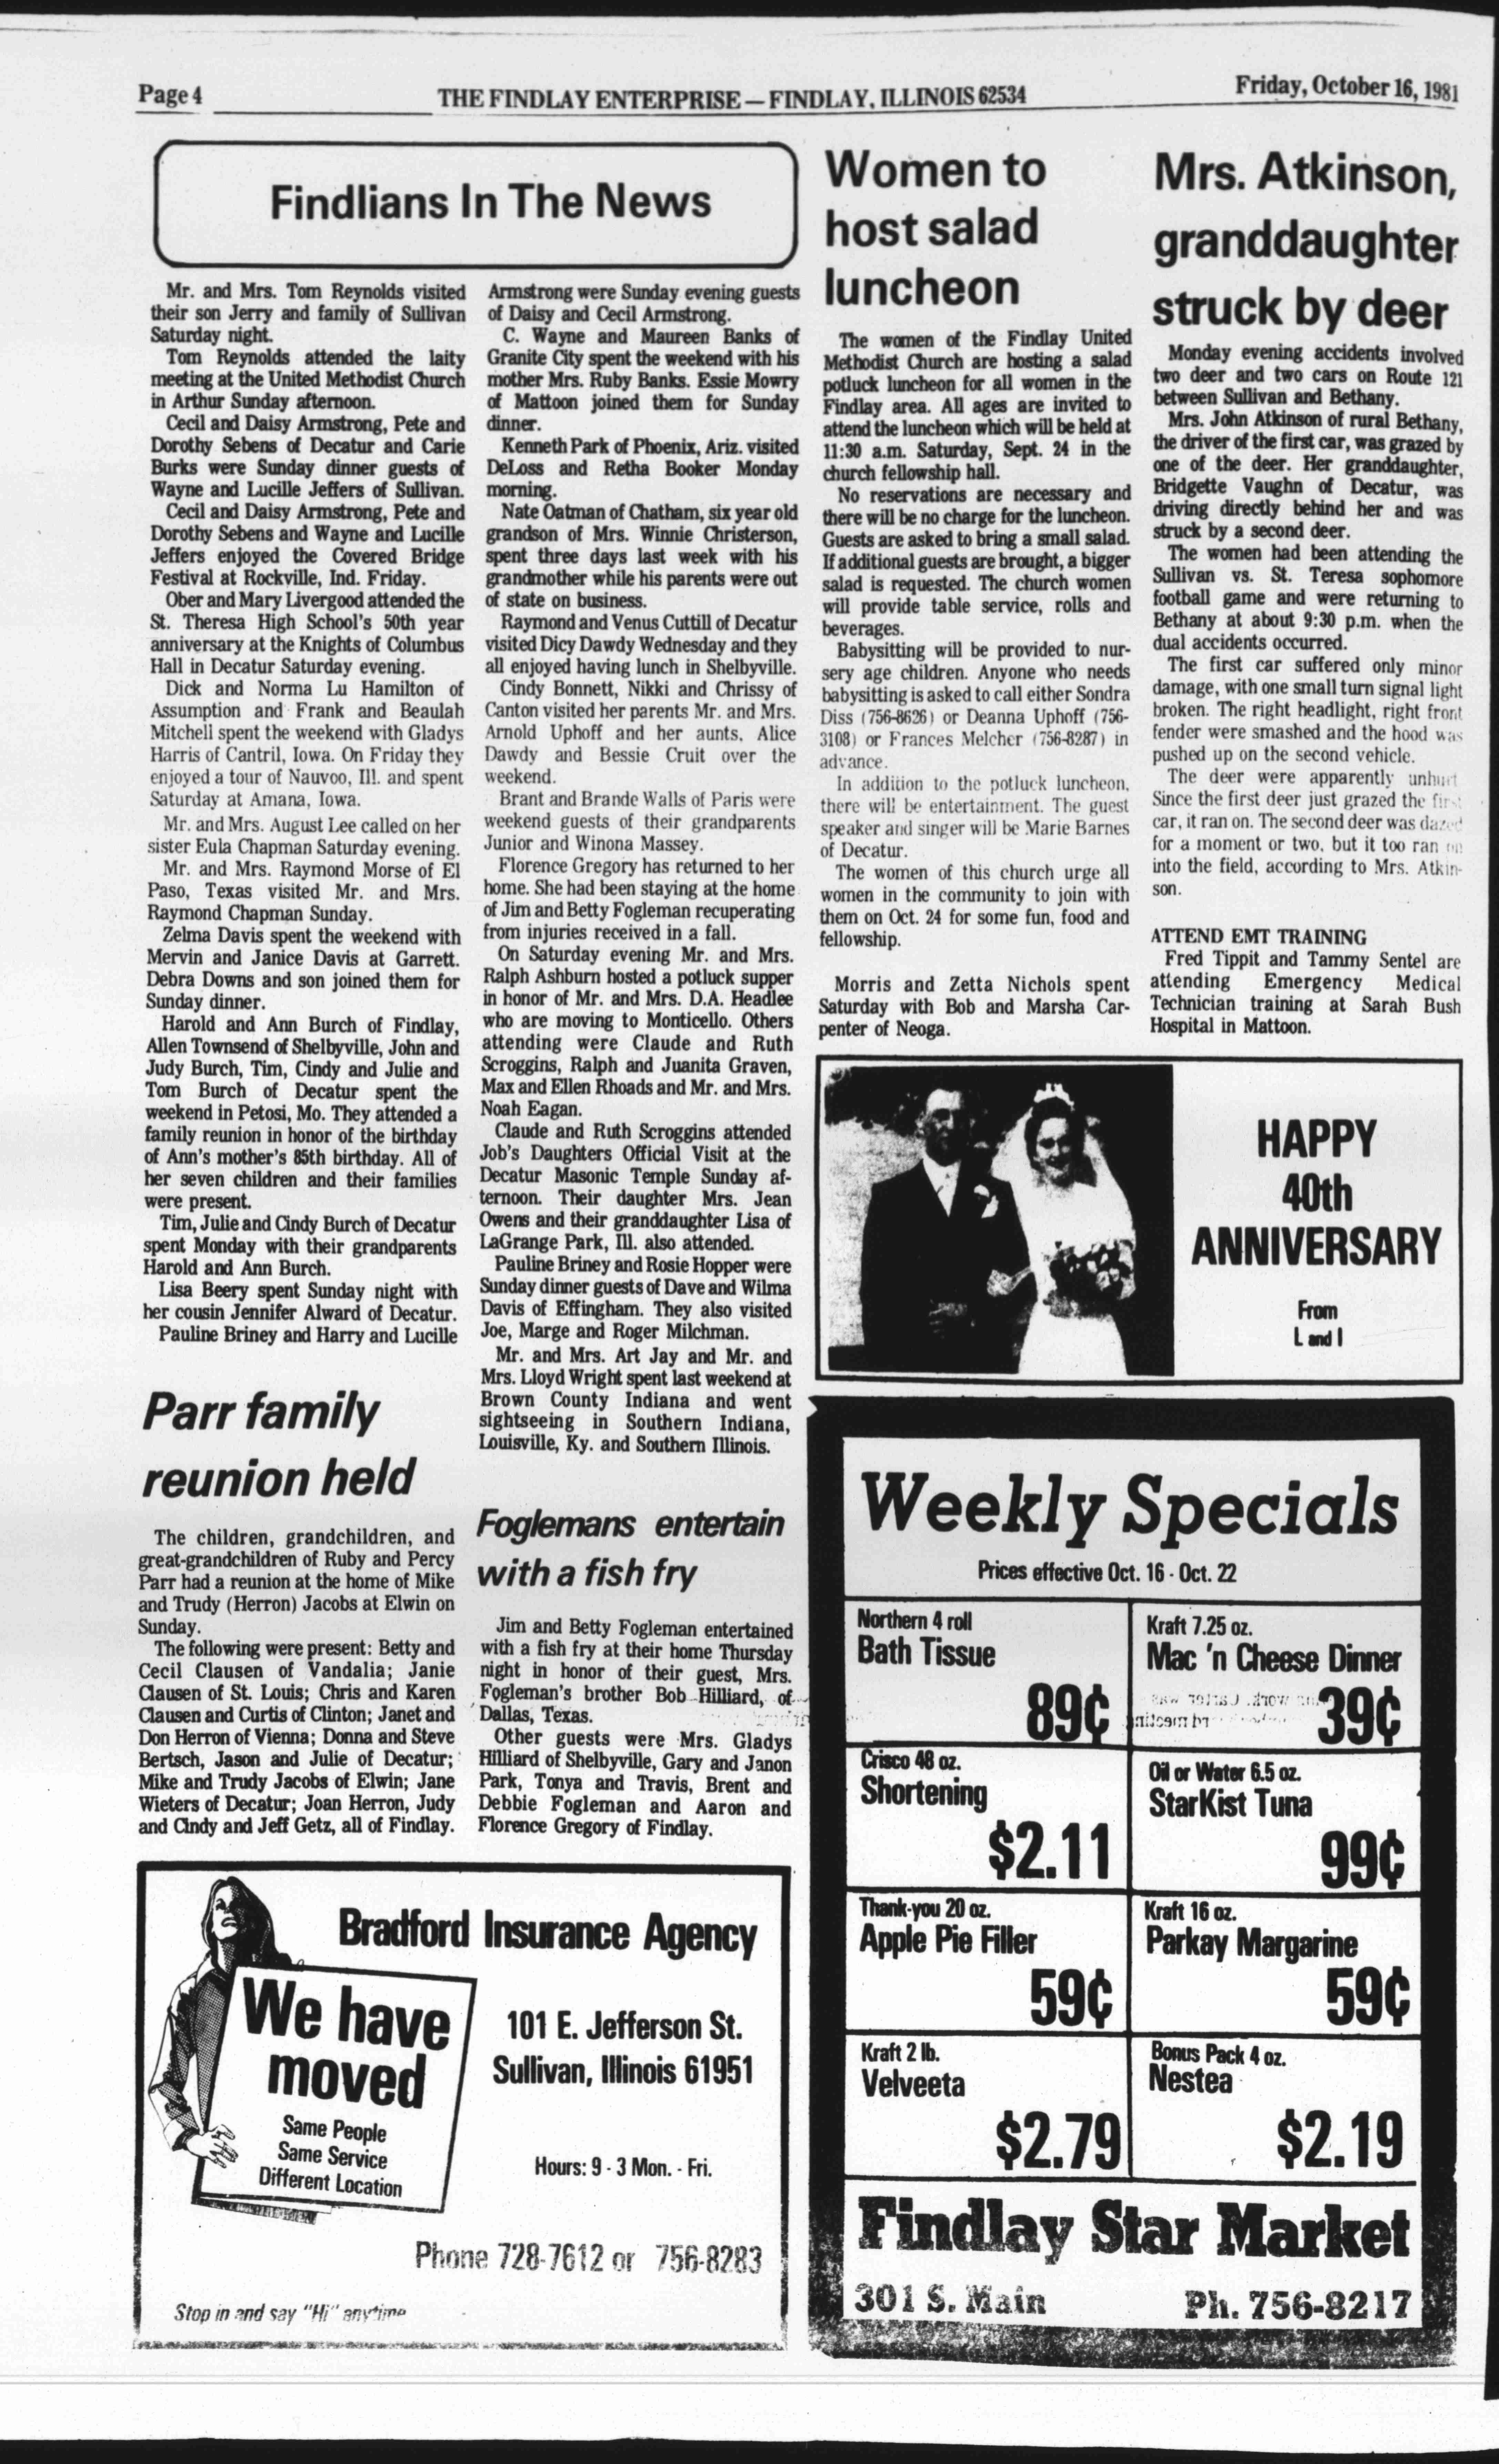 Page 4
THE FINDLAY ENTERPRISE — FINDLAY, ILLINOIS 62534
Friday, October 16, 1981
Findlians In The News
Mr. and Mrs. Tom Reynolds visited
their son Jerry and family of Sullivan
Saturday night.
Tom Reynolds attended the laity
meeting at the United Methodist Church
in Arthur Sunday afternoon.
Cecil and Daisy Armstrong, Pete and
Dorothy Sebens of Decatur and Carie
Burks were Sunday dinner guests of
Wayne and Lucille Jeffers of Sullivan.
Cecil and Daisy Armstrong, Pete and
Dorothy Sebens and Wayne and Lucille
Jeffers enjoyed the Covered Bridge
Festival at Rockville, Ind. Friday.
Ober and Mary Livergood attended the
St. Theresa High School's 50th year
anniversary at the Knights of Columbus
Hall in Decatur Saturday evening.
Dick and Norma Lu Hamilton of
Assumption and Frank and Beaulah
Mitchell spent the weekend with Gladys
Harris of Cantril, Iowa. On Friday they
enjoyed a tour of Nauvoo, Ill. and spent
Saturday at Amana, Iowa.
Mr. and Mrs. August Lee called on her
sister Eula Chapman Saturday evening.
Mr. and Mrs. Raymond Morse of El
Paso, Texas visited Mr. and Mrs.
Raymond Chapman Sunday.
Zelma Davis spent the weekend with
Mervin and Janice Davis at Garrett.
Debra Downs and son joined them for
Sunday dinner.
Harold and Ann Burch of Findlay,
Allen Townsend of Shelbyville, John and
Judy Burch, Tim, Cindy and Julie and
Tom Burch of Decatur spent the
weekend in Petosi, Mo. They attended a
family reunion in honor of the birthday
of Ann's mother's 85th birthday. All of
her seven children and their families
were present.
Tim, Julie and Cindy Burch of Decatur
spent Monday with their grandparents
Harold and Ann Burch.
Lisa Beery spent Sunday night with
her cousin Jennifer Alward of Decatur.
Pauline Briney and Harry and Lucille
Armstrong were Sunday evening guests
of Daisy and Cecil Armstrong.
C. Wayne and Maureen Banks of
Granite City spent the weekend with his
mother Mrs. Ruby Banks. Essie Mowry
of Mattoon joined them for Sunday
dinner.
Kenneth Park of Phoenix, Ariz. visited
DeLoss and Retha Booker Monday
morning.
Nate Oatman of Chatham, six year old
grandson of Mrs. Winnie Christerson,
spent three days last week with his
grandmother while his parents were out
of state on business.
Raymond and Venus Cuttill of Decatur
visited Dicy Dawdy Wednesday and they
all enjoyed having lunch in Shelbyville.
Cindy Bonnett, Nikki and Chrissy of
Canton visited her parents Mr. and Mrs.
Arnold Uphoff and her aunts, Alice
Dawdy and Bessie Cruit over the
weekend.
Brant and Brande Walls of Paris were
weekend guests of their grandparents
Junior and Winona Massey.
Florence Gregory has returned to her
home. She had been staying at the home
of Jim and Betty Fogleman recuperating
from injuries received in a fall.
On Saturday evening Mr. and Mrs.
Ralph Ashburn hosted a potluck supper
in honor of Mr. and Mrs. D.A. Headlee
who are moving to Monticello. Others
attending were Claude and Ruth
Scroggins, Ralph and Juanita Graven,
Max and Ellen Rhoads and Mr. and Mrs.
Noah Eagan.
Claude and Ruth Scroggins attended
Job's Daughters Official Visit at the
Decatur Masonic Temple Sunday af-
ternoon. Their daughter Mrs. Jean
Owens and their granddaughter Lisa of
LaGrange Park, Ill. also attended.
Pauline Briney and Rosie Hopper were
Sunday dinner guests of Dave and Wilma
Davis of Effingham. They also visited
Joe, Marge and Roger Milchman.
Mr. and Mrs. Art Jay and Mr. and
Mrs. Lloyd Wright spent last weekend at
Brown County Indiana and went
sightseeing in Southern Indiana,
Louisville, Ky. and Southern Illinois.
Parr family
reunion held
The children, grandchildren, and
great-grandchildren of Ruby and Percy
Parr had a reunion at the home of Mike
and Trudy (Herron) Jacobs at Elwin on
Sunday.
The following were present: Betty and
Cecil Clausen of Vandalia; Janie
Clausen of St. Louis; Chris and Karen
Clausen and Curtis of Clinton; Janet and
Don Herron of Vienna; Donna and Steve
Bertsch, Jason and Julie of Decatur;
Mike and Trudy Jacobs of Elwin; Jane
Wieters of Decatur; Joan Herron, Judy
and Cindy and Jeff Getz, all of Findlay.
Foglemans entertain
with a fish fry
Jim and Betty Fogleman entertained
with a fish fry at their home Thursday
night in honor of their guest, Mrs.
Fogleman's brother Bob Hilliard, of
Dallas, Texas.
Other guests were Mrs. Gladys
Hilliard of Shelbyville, Gary and Janon
Park, Tonya and Travis, Brent and
Debbie Fogleman and Aaron and
Florence Gregory of Findlay.
Women to
host salad
luncheon
The women of the Findlay United
Methodist Church are hosting a salad
potluck luncheon for all women in the
Findlay area. All ages are invited to
attend the luncheon which will be held at
11:30 a.m. Saturday, Sept. 24 in the
church fellowship hall.
No reservations are necessary and
there will be no charge for the luncheon.
Guests are asked to bring a small salad.
If additional guests are brought, a bigger
salad is requested. The church women
will provide table service, rolls and
beverages.
Babysitting will be provided to nur-
sery age children. Anyone who needs
babysitting is asked to call either Sondra
Diss (756-8626) or Deanna Uphoff (756-
3108) or Frances Melcher (756-8287) in
advance.
In addition to the potluck luncheon,
there will be entertainment. The guest
speaker and singer will be Marie Barnes
of Decatur.
The women of this church urge all
women in the community to join with
them on Oct. 24 for some fun, food and
fellowship.
Morris and Zetta Nichols spent
Saturday with Bob and Marsha Car-
penter of Neoga.
Mrs. Atkinson,
granddaughter
struck by deer
Monday evening accidents involved
two deer and two cars on Route 121
between Sullivan and Bethany.
Mrs. John Atkinson of rural Bethany,
the driver of the first car, was grazed by
one of the deer. Her granddaughter,
Bridgette Vaughn of Decatur, was
driving directly behind her and was
struck by a second deer.
The women had been attending the
Sullivan vs. St. Teresa sophomore
football game and were returning to
Bethany at about 9:30 p.m. when the
dual accidents occurred.
The first car suffered only minor
damage, with one small turn signal light
broken. The right headlight, right front
fender were smashed and the hood was
pushed up on the second vehicle.
The deer were apparently unhurt
Since the first deer just grazed the first
car, it ran on. The second deer was dazed
for a moment or two, but it too ran on
into the field, according to Mrs. Atkin-
son.
ATTEND EMT TRAINING
Fred Tippit and Tammy Sentel are
attending Emergency Medical
Technician training at Sarah Bush
Hospital in Mattoon.
HAPPY
40th
ANNIVERSARY
From
L and I
Weekly Specials
Prices effective Oct. 16 - Oct. 22
Northern 4 roll
Bath Tissue
89¢
Kraft 7.25 oz.
Mac 'n Cheese Dinner
39¢
Crisco 48 oz.
Shortening
$2.11
Oil or Water 6.5 oz.
StarKist Tuna
99¢
Thank-you 20 oz.
Apple Pie Filler
59¢
Kraft 16 oz.
Parkay Margarine
59¢
Kraft 2 lb.
Velveeta
$2.79
Bonus Pack 4 oz.
Nestea
$2.19
Findlay Star Market
301 S. Main
Ph. 756-8217
Bradford Insurance Agency
We have
moved
Same People
Same Service
Different Location
101 E. Jefferson St.
Sullivan, Illinois 61951
Hours: 9 - 3 Mon. - Fri.
Phone 728-7612 or 756-8283
Stop in and say "Hi" anytime